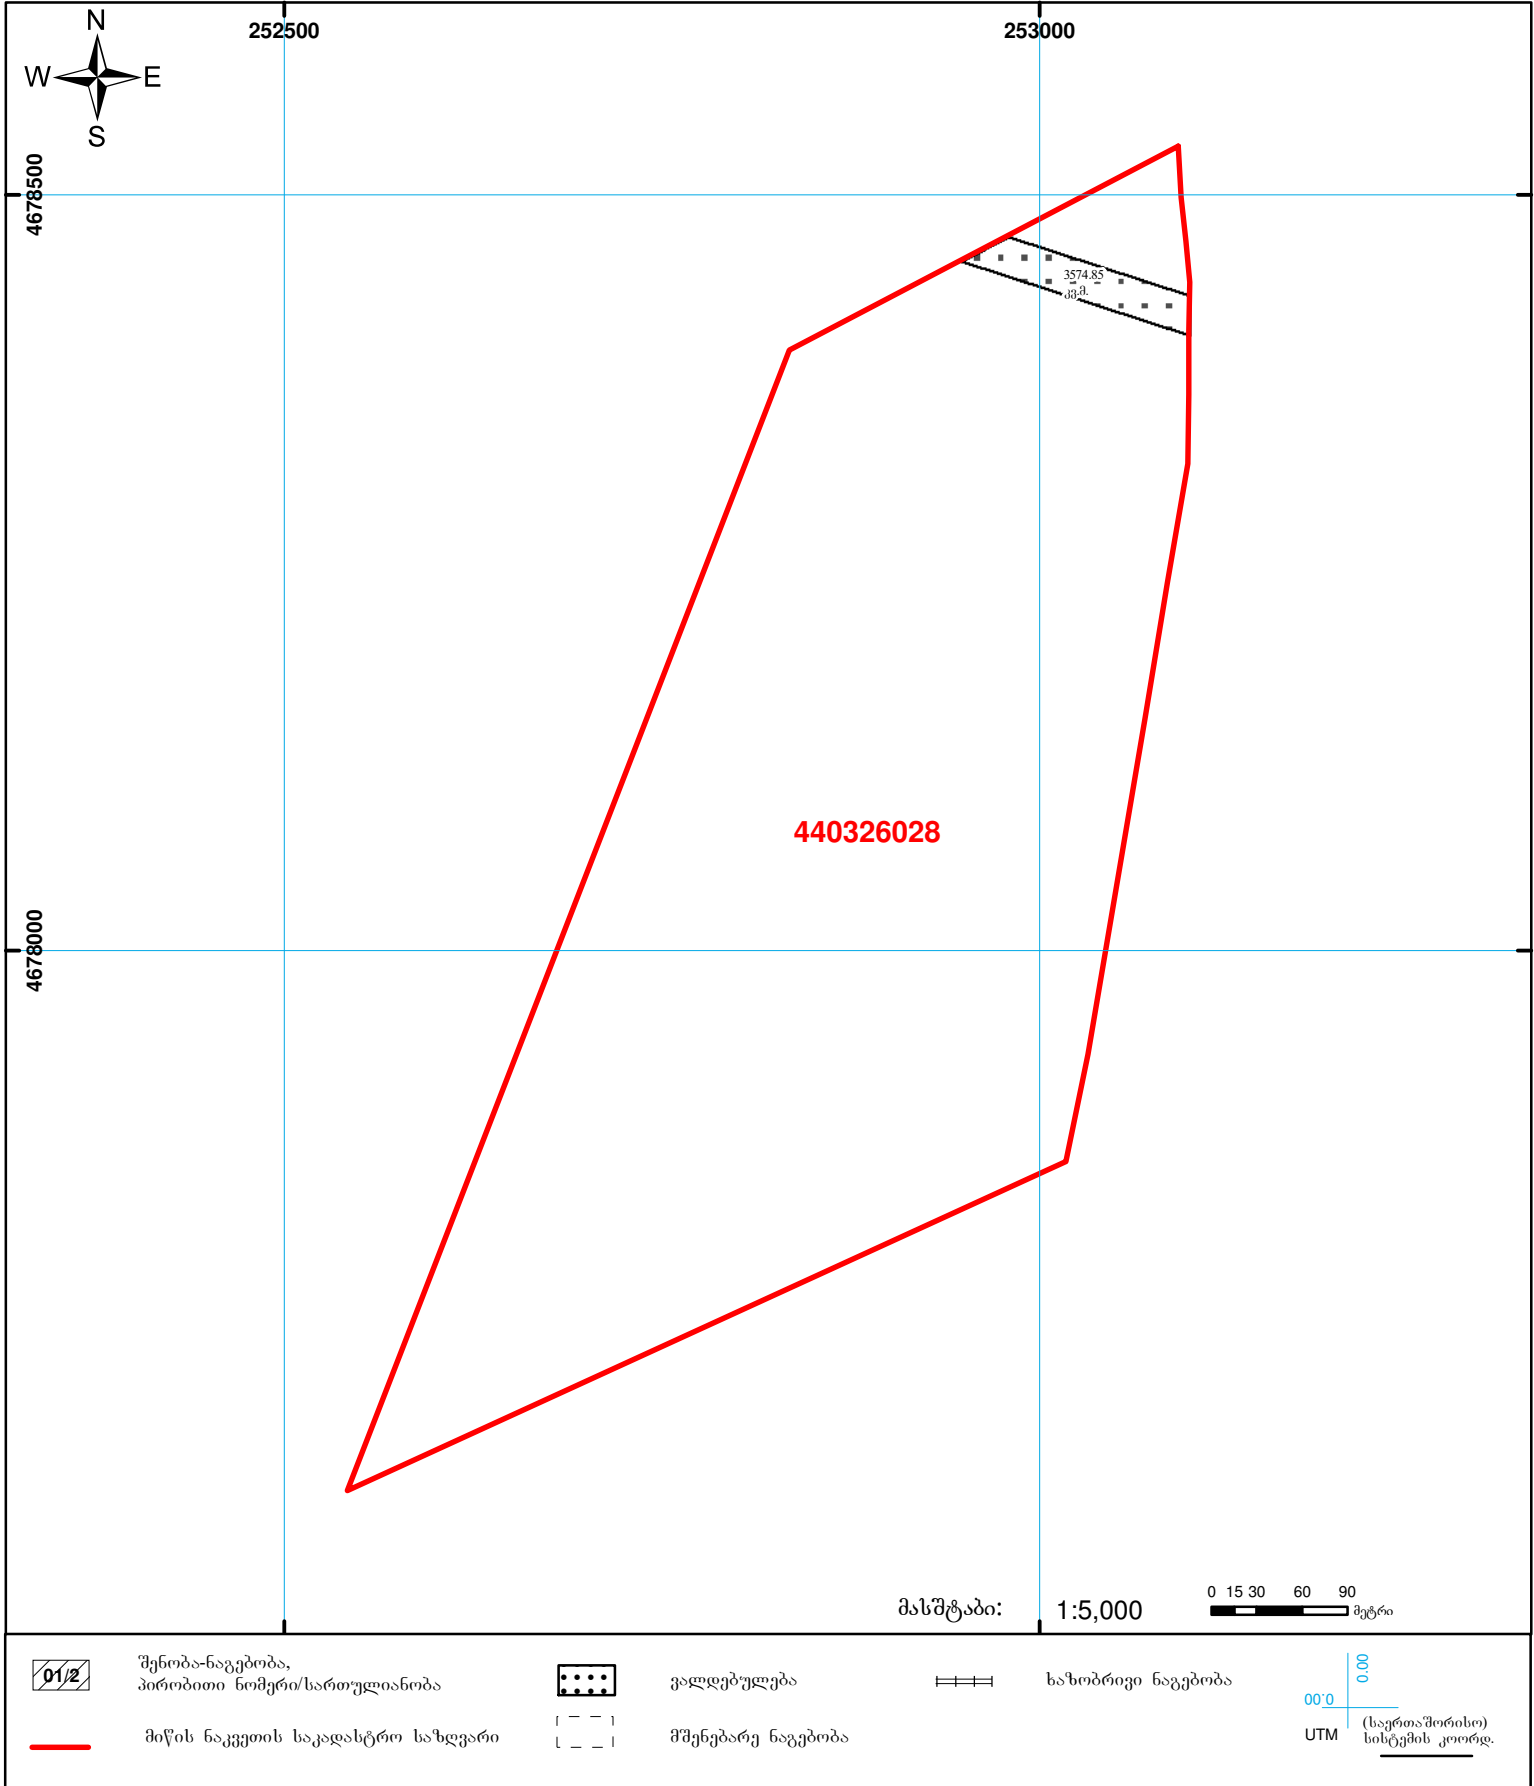 N
W E
S
252500
253000
4678500
4678000
3574.85
კვ.მ.
440326028
მასშტაბი: 1:5,000
0 15 30 60 90
მეტრი
01/2
შენობა-ნაგებობა,
პირობითი ნომერი/სართულიანობა
ვალდებულება
ხაზობრივი ნაგებობა
მიწის ნაკვეთის საკადასტრო საზღვარი
მშენებარე ნაგებობა
0.00
00.0
UTM
(საერთაშორისო)
სისტემის კოორდ.